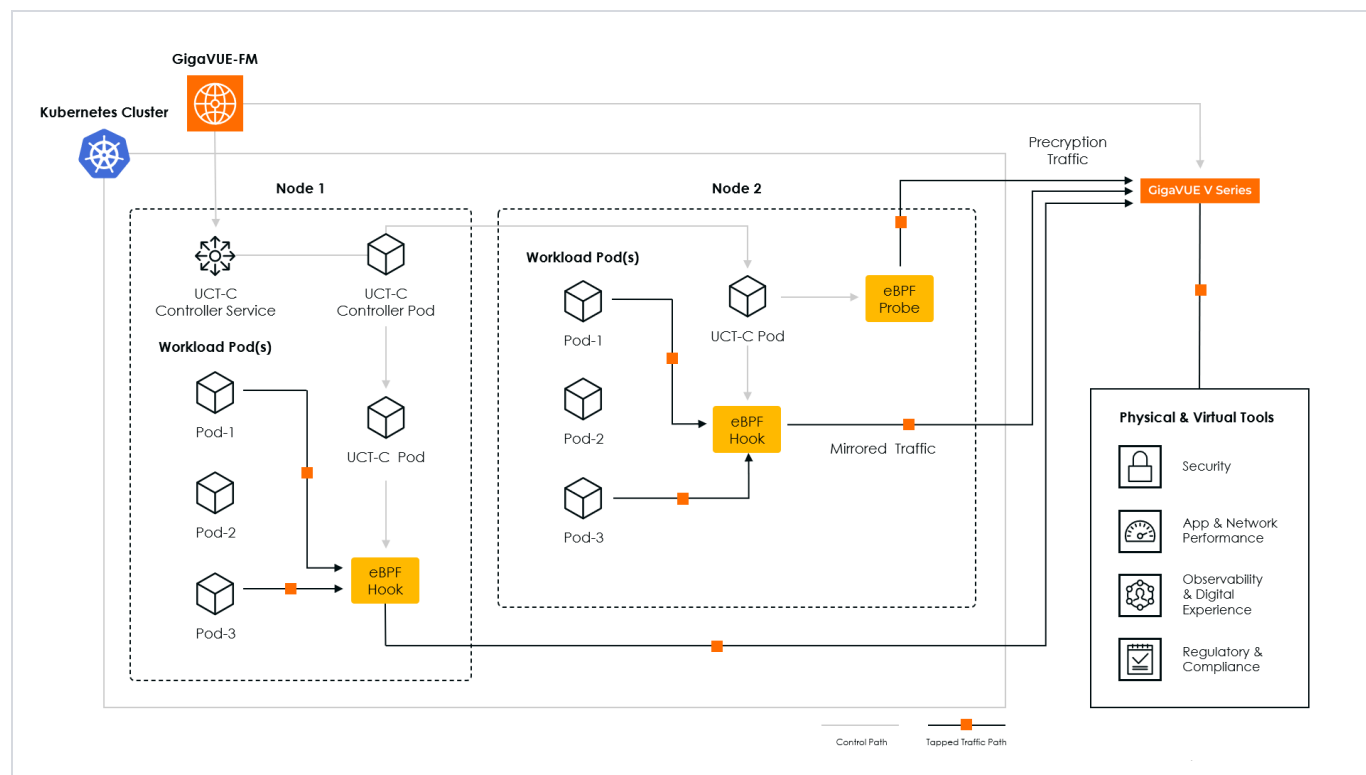 GigaVUE-FM
Kubernetes Cluster
Node 1
UCT-C
Controller Service
UCT-C
Controller Pod
Workload Pod(s)
Pod-1
Pod-2
Pod-3
UCT-C Pod
eBPF
Hook
Node 2
Workload Pod(s)
Pod-1
Pod-2
Pod-3
UCT-C Pod
eBPF
Probe
eBPF
Hook
Mirrored Traffic
Precryption
Traffic
GigaVUE V Series
Physical & Virtual Tools
Security
App & Network
Performance
Observability
& Digital
Experience
Regulatory &
Compliance
Control Path
Tapped Traffic Path